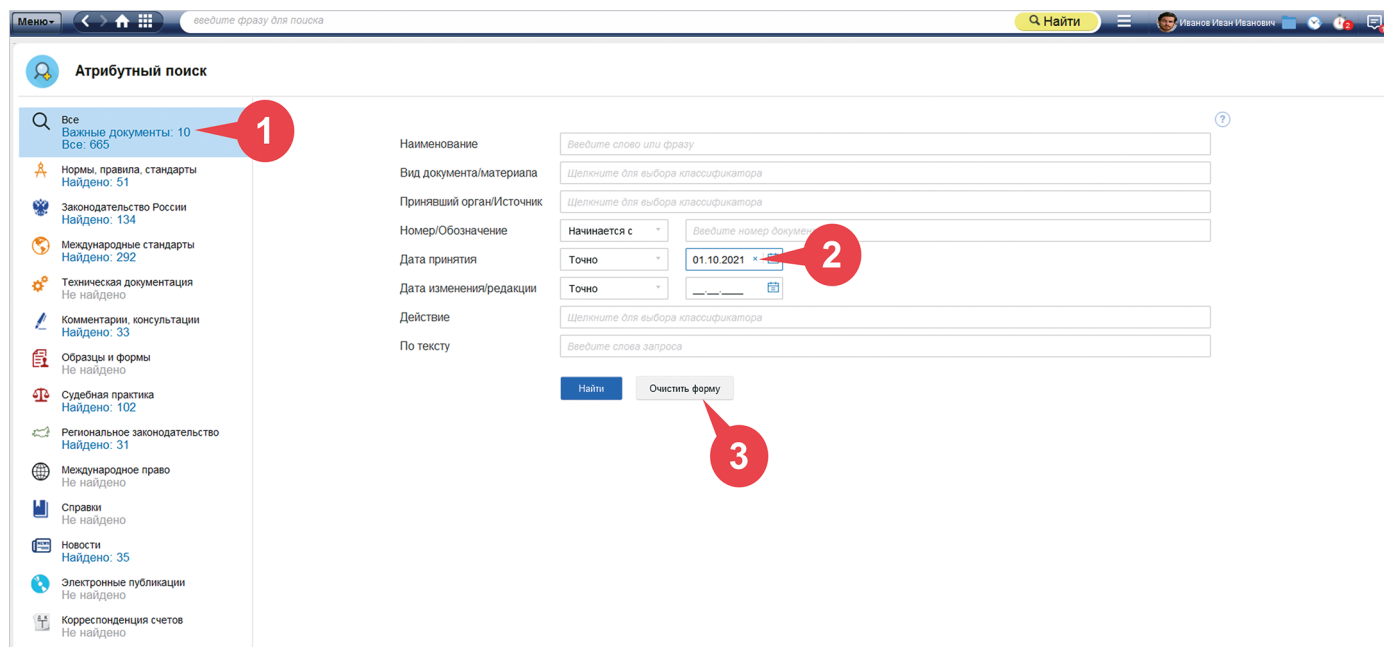 Меню
введите фразу для поиска
Найти
Иванов Иван Иванович
2
Атрибутный поиск
Все
Важные документы: 10
Все: 665
1
Нормы, правила, стандарты
Найдено: 51
Законодательство России
Найдено: 134
Международные стандарты
Найдено: 292
Техническая документация
Не найдено
Комментарии, консультации
Найдено: 33
Образцы и формы
Не найдено
Судебная практика
Найдено: 102
Региональное законодательство
Найдено: 31
Международное право
Не найдено
Справки
Не найдено
Новости
Найдено: 35
Электронные публикации
Не найдено
Корреспонденция счетов
Не найдено
?
Наименование
Введите слово или фразу
Вид документа/материала
Щелкните для выбора классификатора
Принявший орган/Источник
Щелкните для выбора классификатора
Номер/Обозначение
Начинается с
Введите номер
Дата принятия
Точно
01.10.2021 ×
2
Дата изменения/редакции
Точно
__.__.____
Действие
Щелкните для выбора классификатора
По тексту
Введите слова запроса
Найти
Очистить форму
3